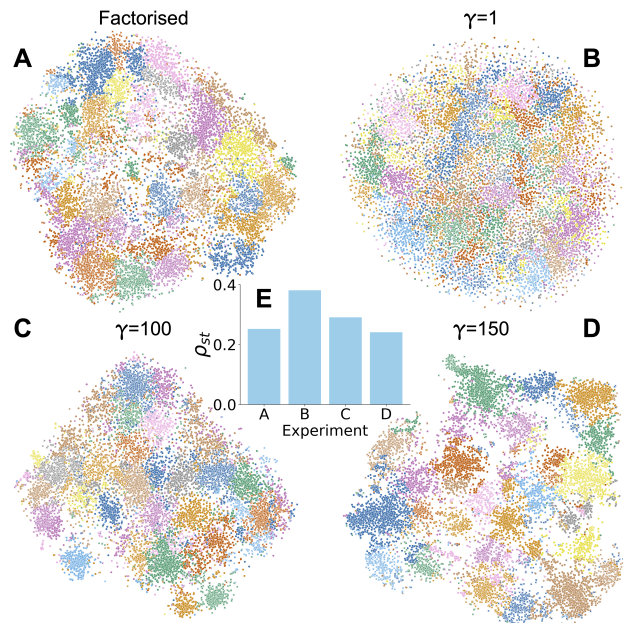 Factorised
γ=1
A
B
E
0.4
0.2
0.0
ρst
A B C D
Experiment
C
γ=100
γ=150
D